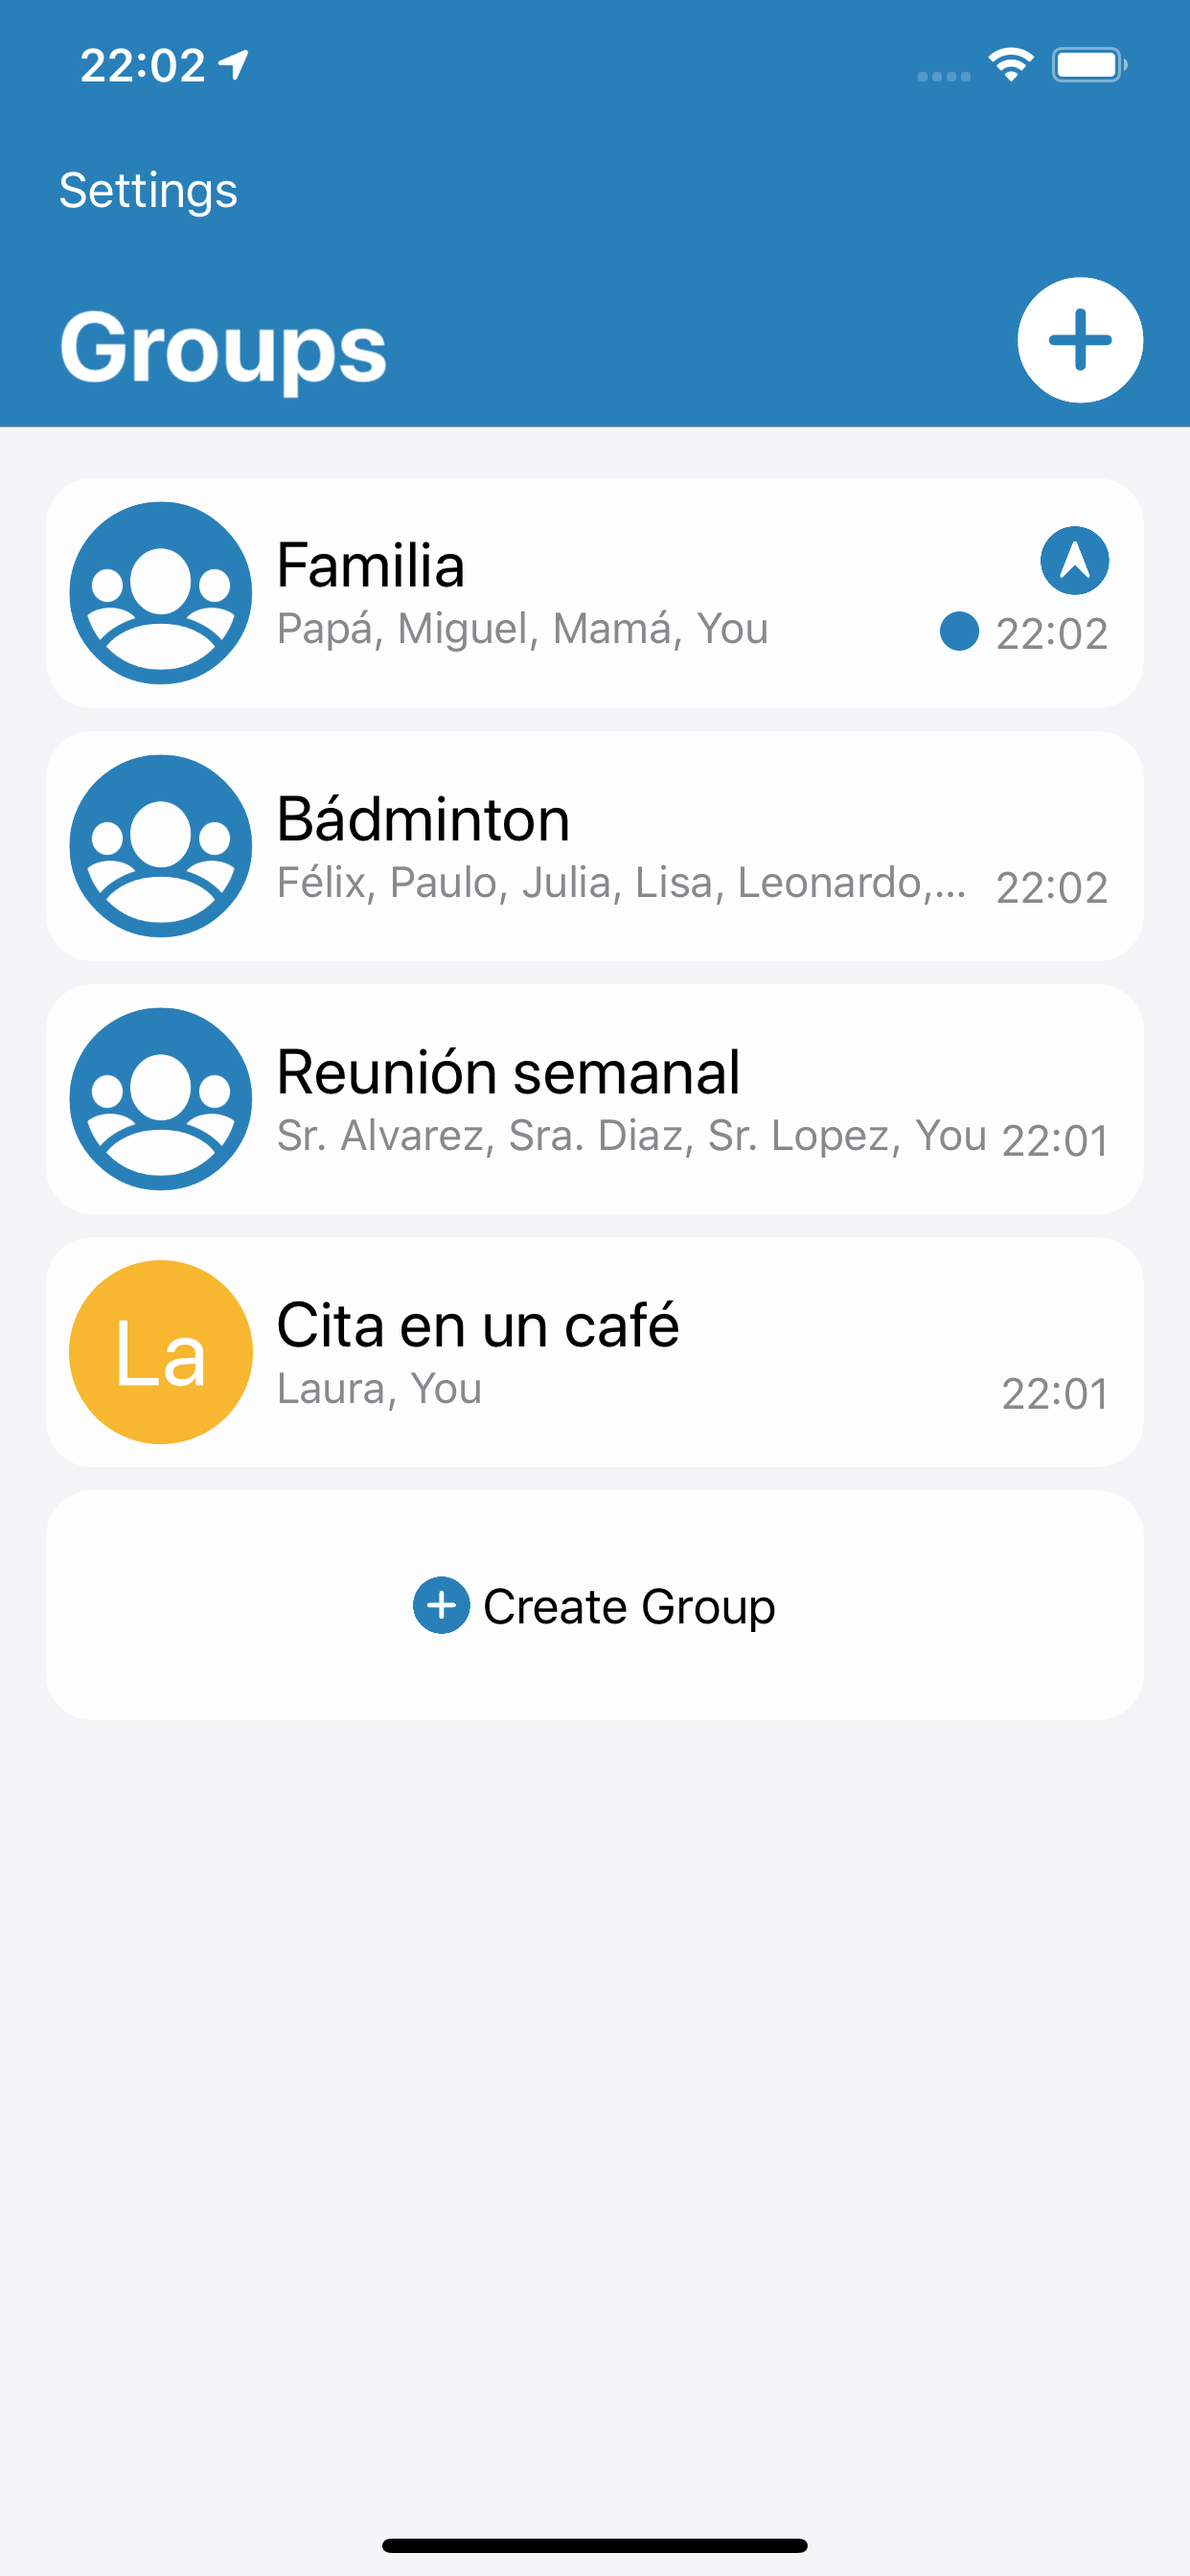 22:02
Settings
Groups
Familia
Papá, Miguel, Mamá, You
22:02
Bádminton
Félix, Paulo, Julia, Lisa, Leonardo,...
22:02
Reunión semanal
Sr. Alvarez, Sra. Diaz, Sr. Lopez, You
22:01
La
Cita en un café
Laura, You
22:01
Create Group